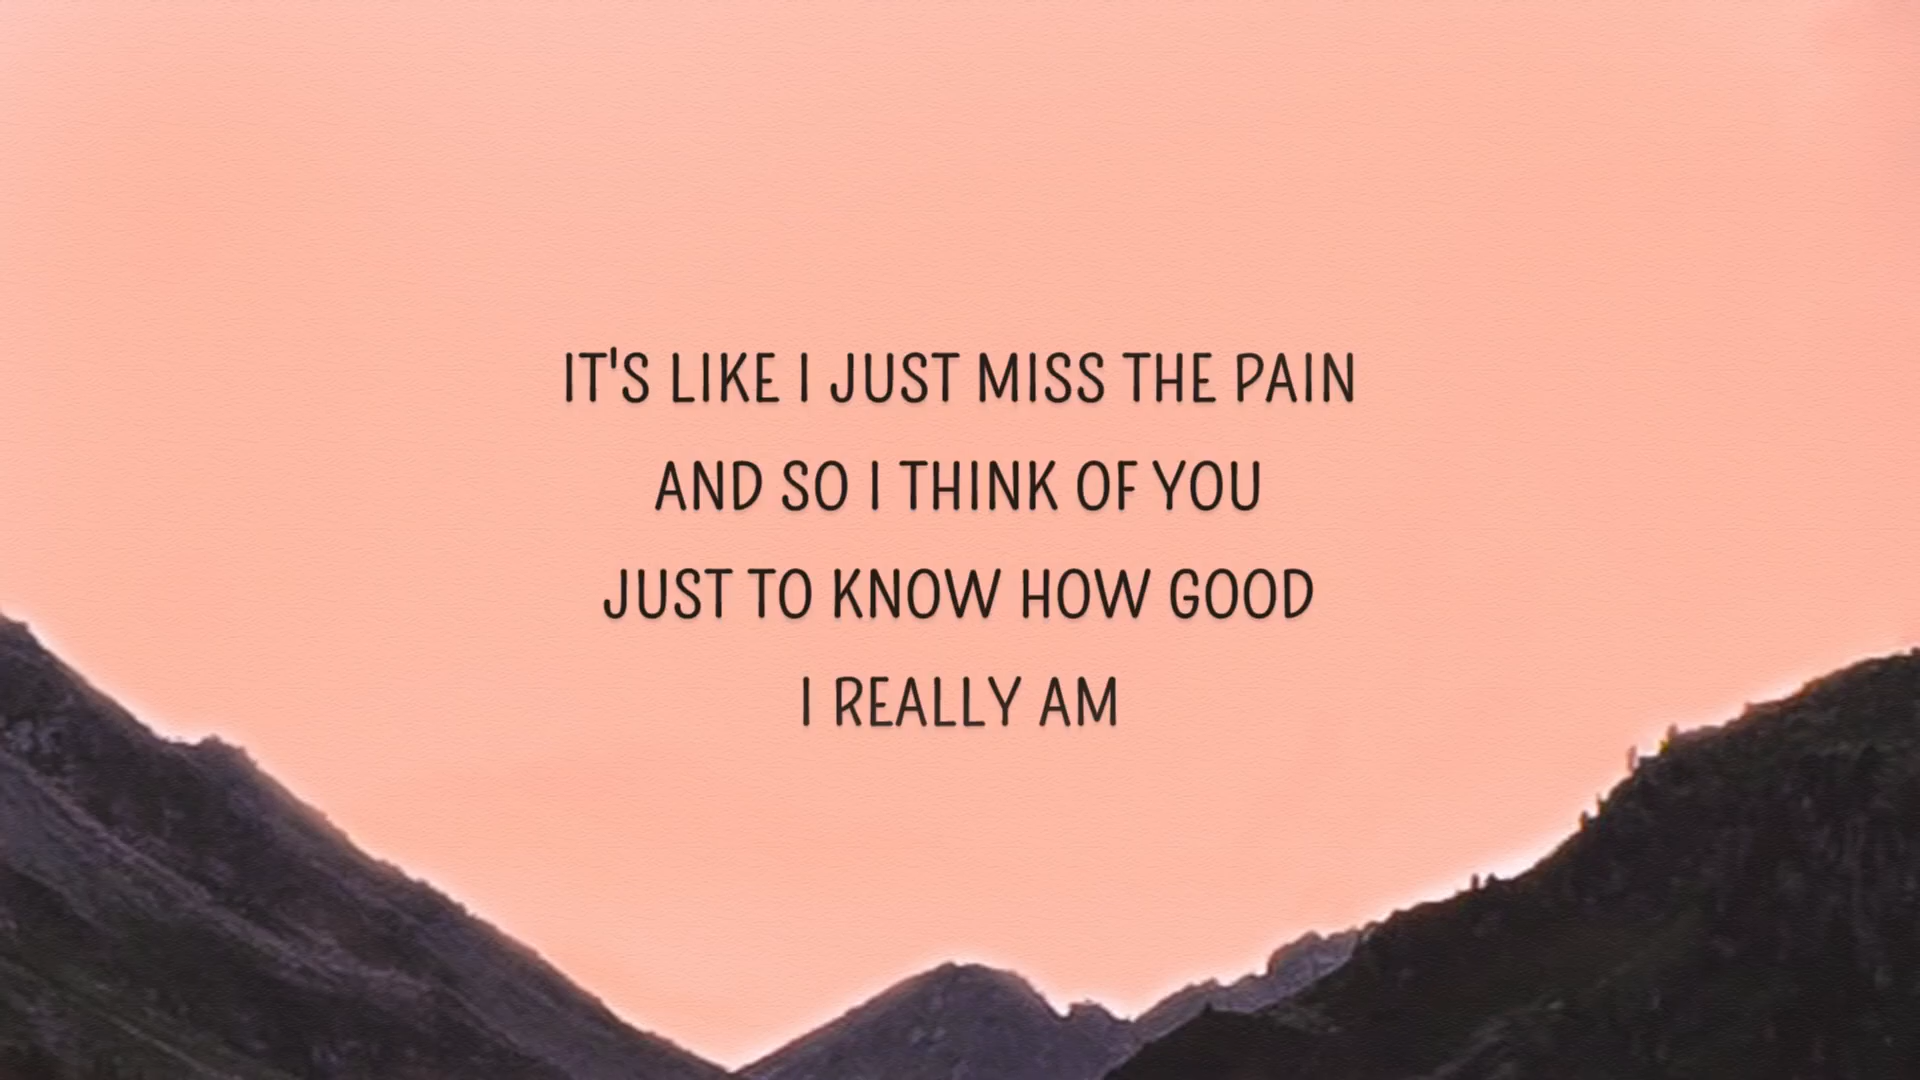 IT'S LIKE I JUST MISS THE PAIN
AND SO I THINK OF YOU
JUST TO KNOW HOW GOOD
I REALLY AM